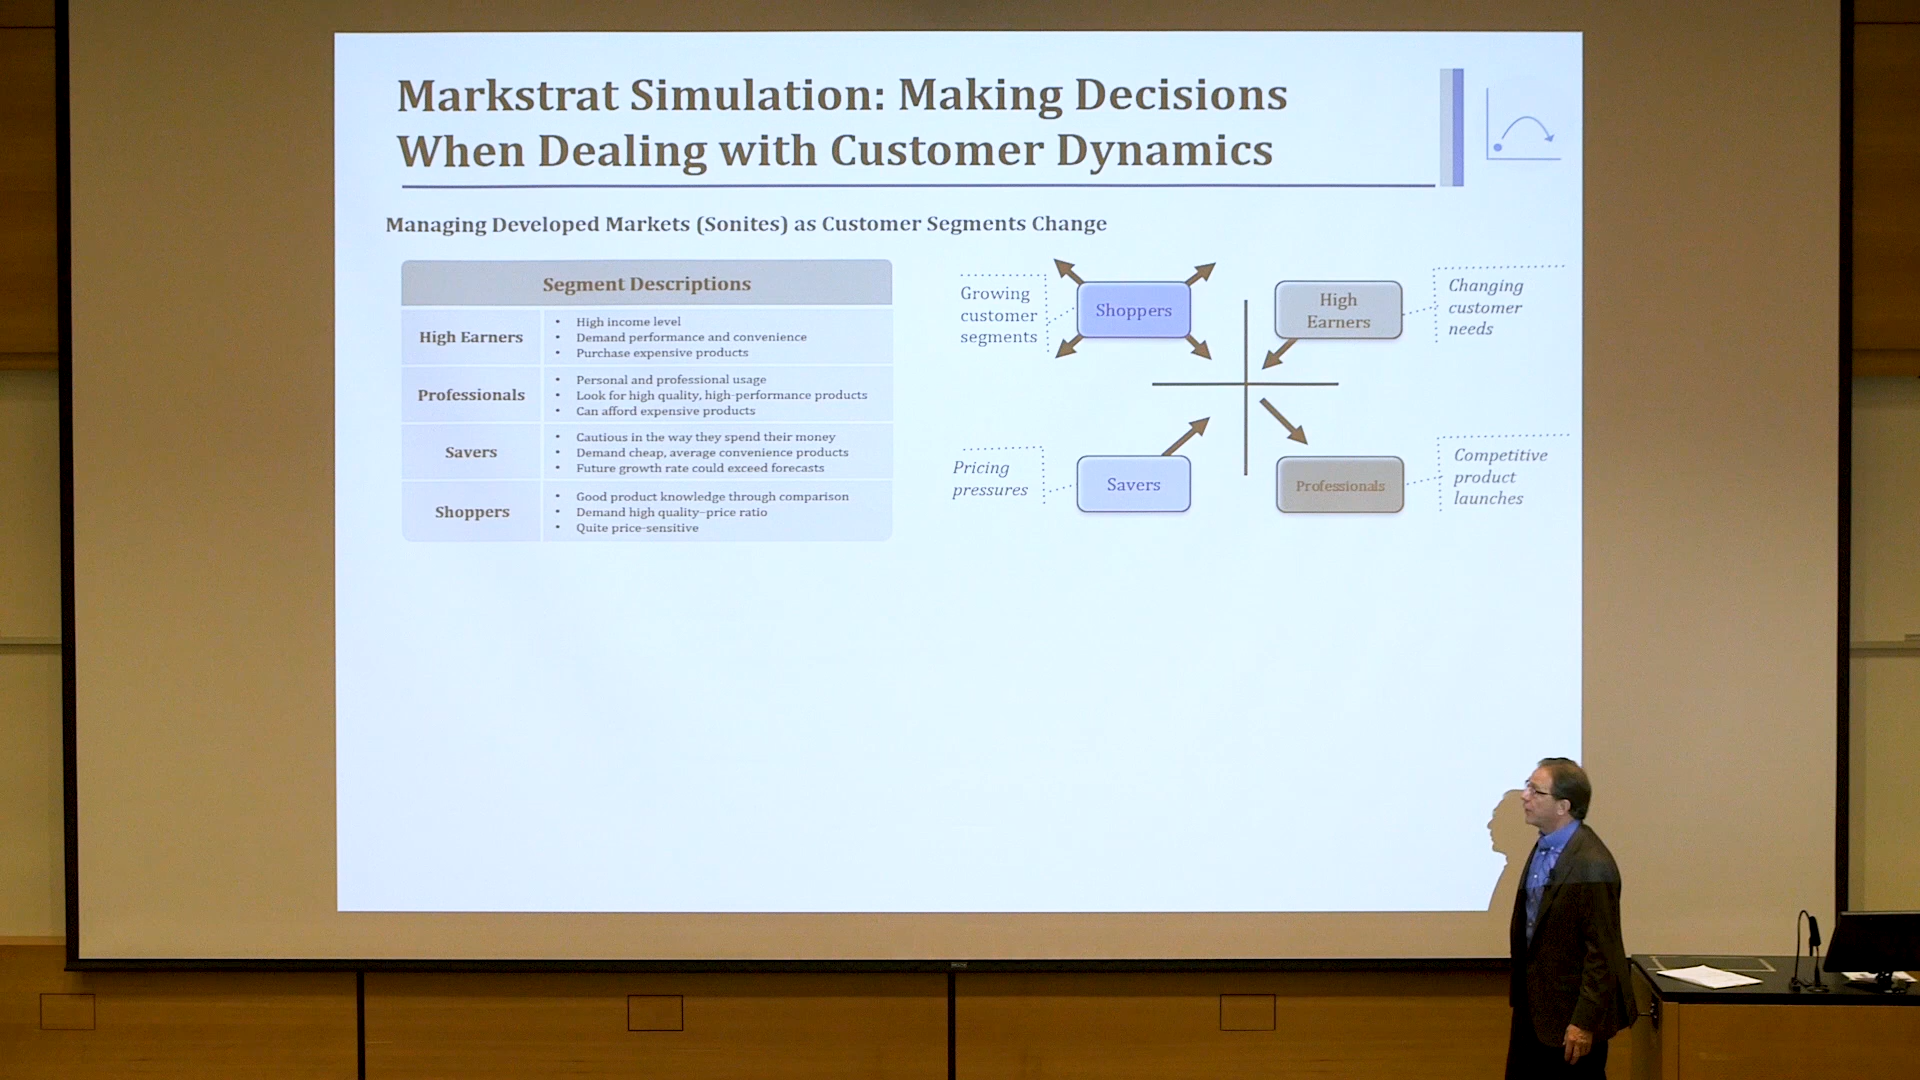 Markstrat Simulation: Making Decisions
When Dealing with Customer Dynamics
Managing Developed Markets (Sonites) as Customer Segments Change
Segment Descriptions
High Earners
• High income level
• Demand performance and convenience
• Purchase expensive products
Professionals
• Personal and professional usage
• Look for high quality, high-performance products
• Can afford expensive products
Savers
• Cautious in the way they spend their money
• Demand cheap, average convenience products
• Future growth rate could exceed forecasts
Shoppers
• Good product knowledge through comparison
• Demand high quality–price ratio
• Quite price-sensitive
Growing
customer
segments
Shoppers
High
Earners
Changing
customer
needs
Pricing
pressures
Savers
Professionals
Competitive
product
launches